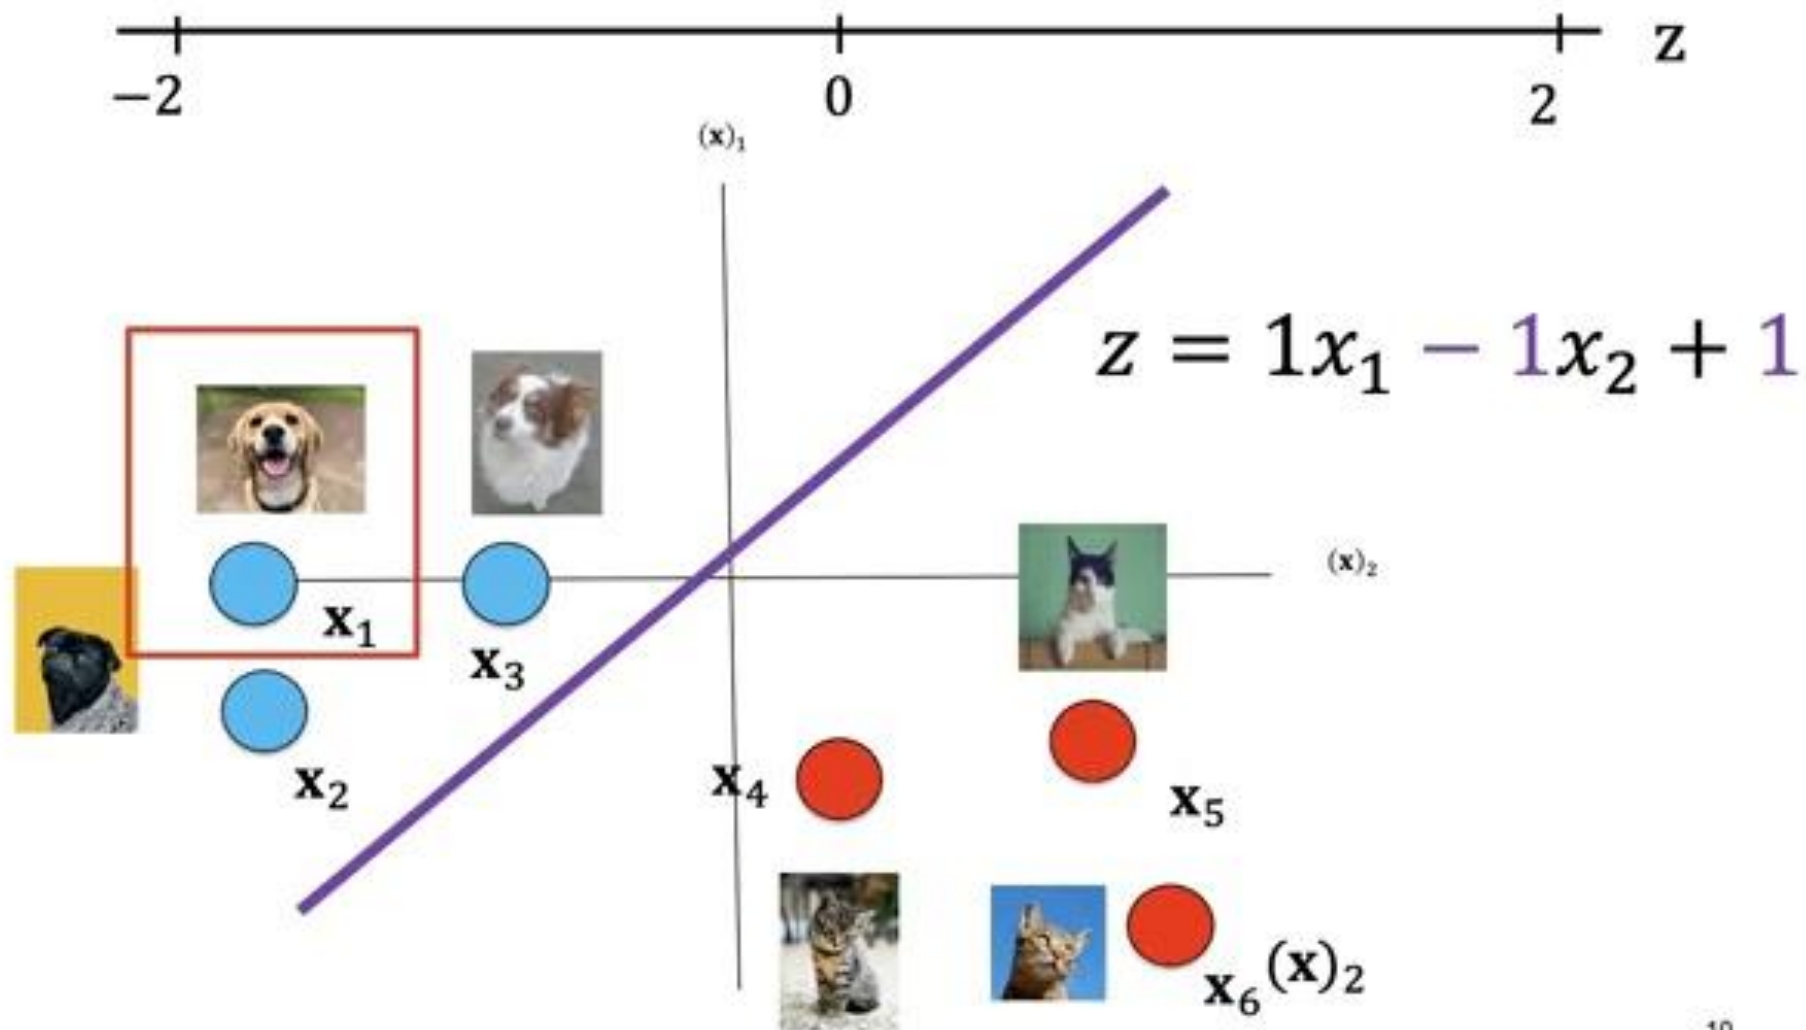 z
−2 0 2
(x)₁
z = 1x₁ − 1x₂ + 1
(x)₂
x₁
x₃
x₂
x₄
x₅
x₆ (x)₂